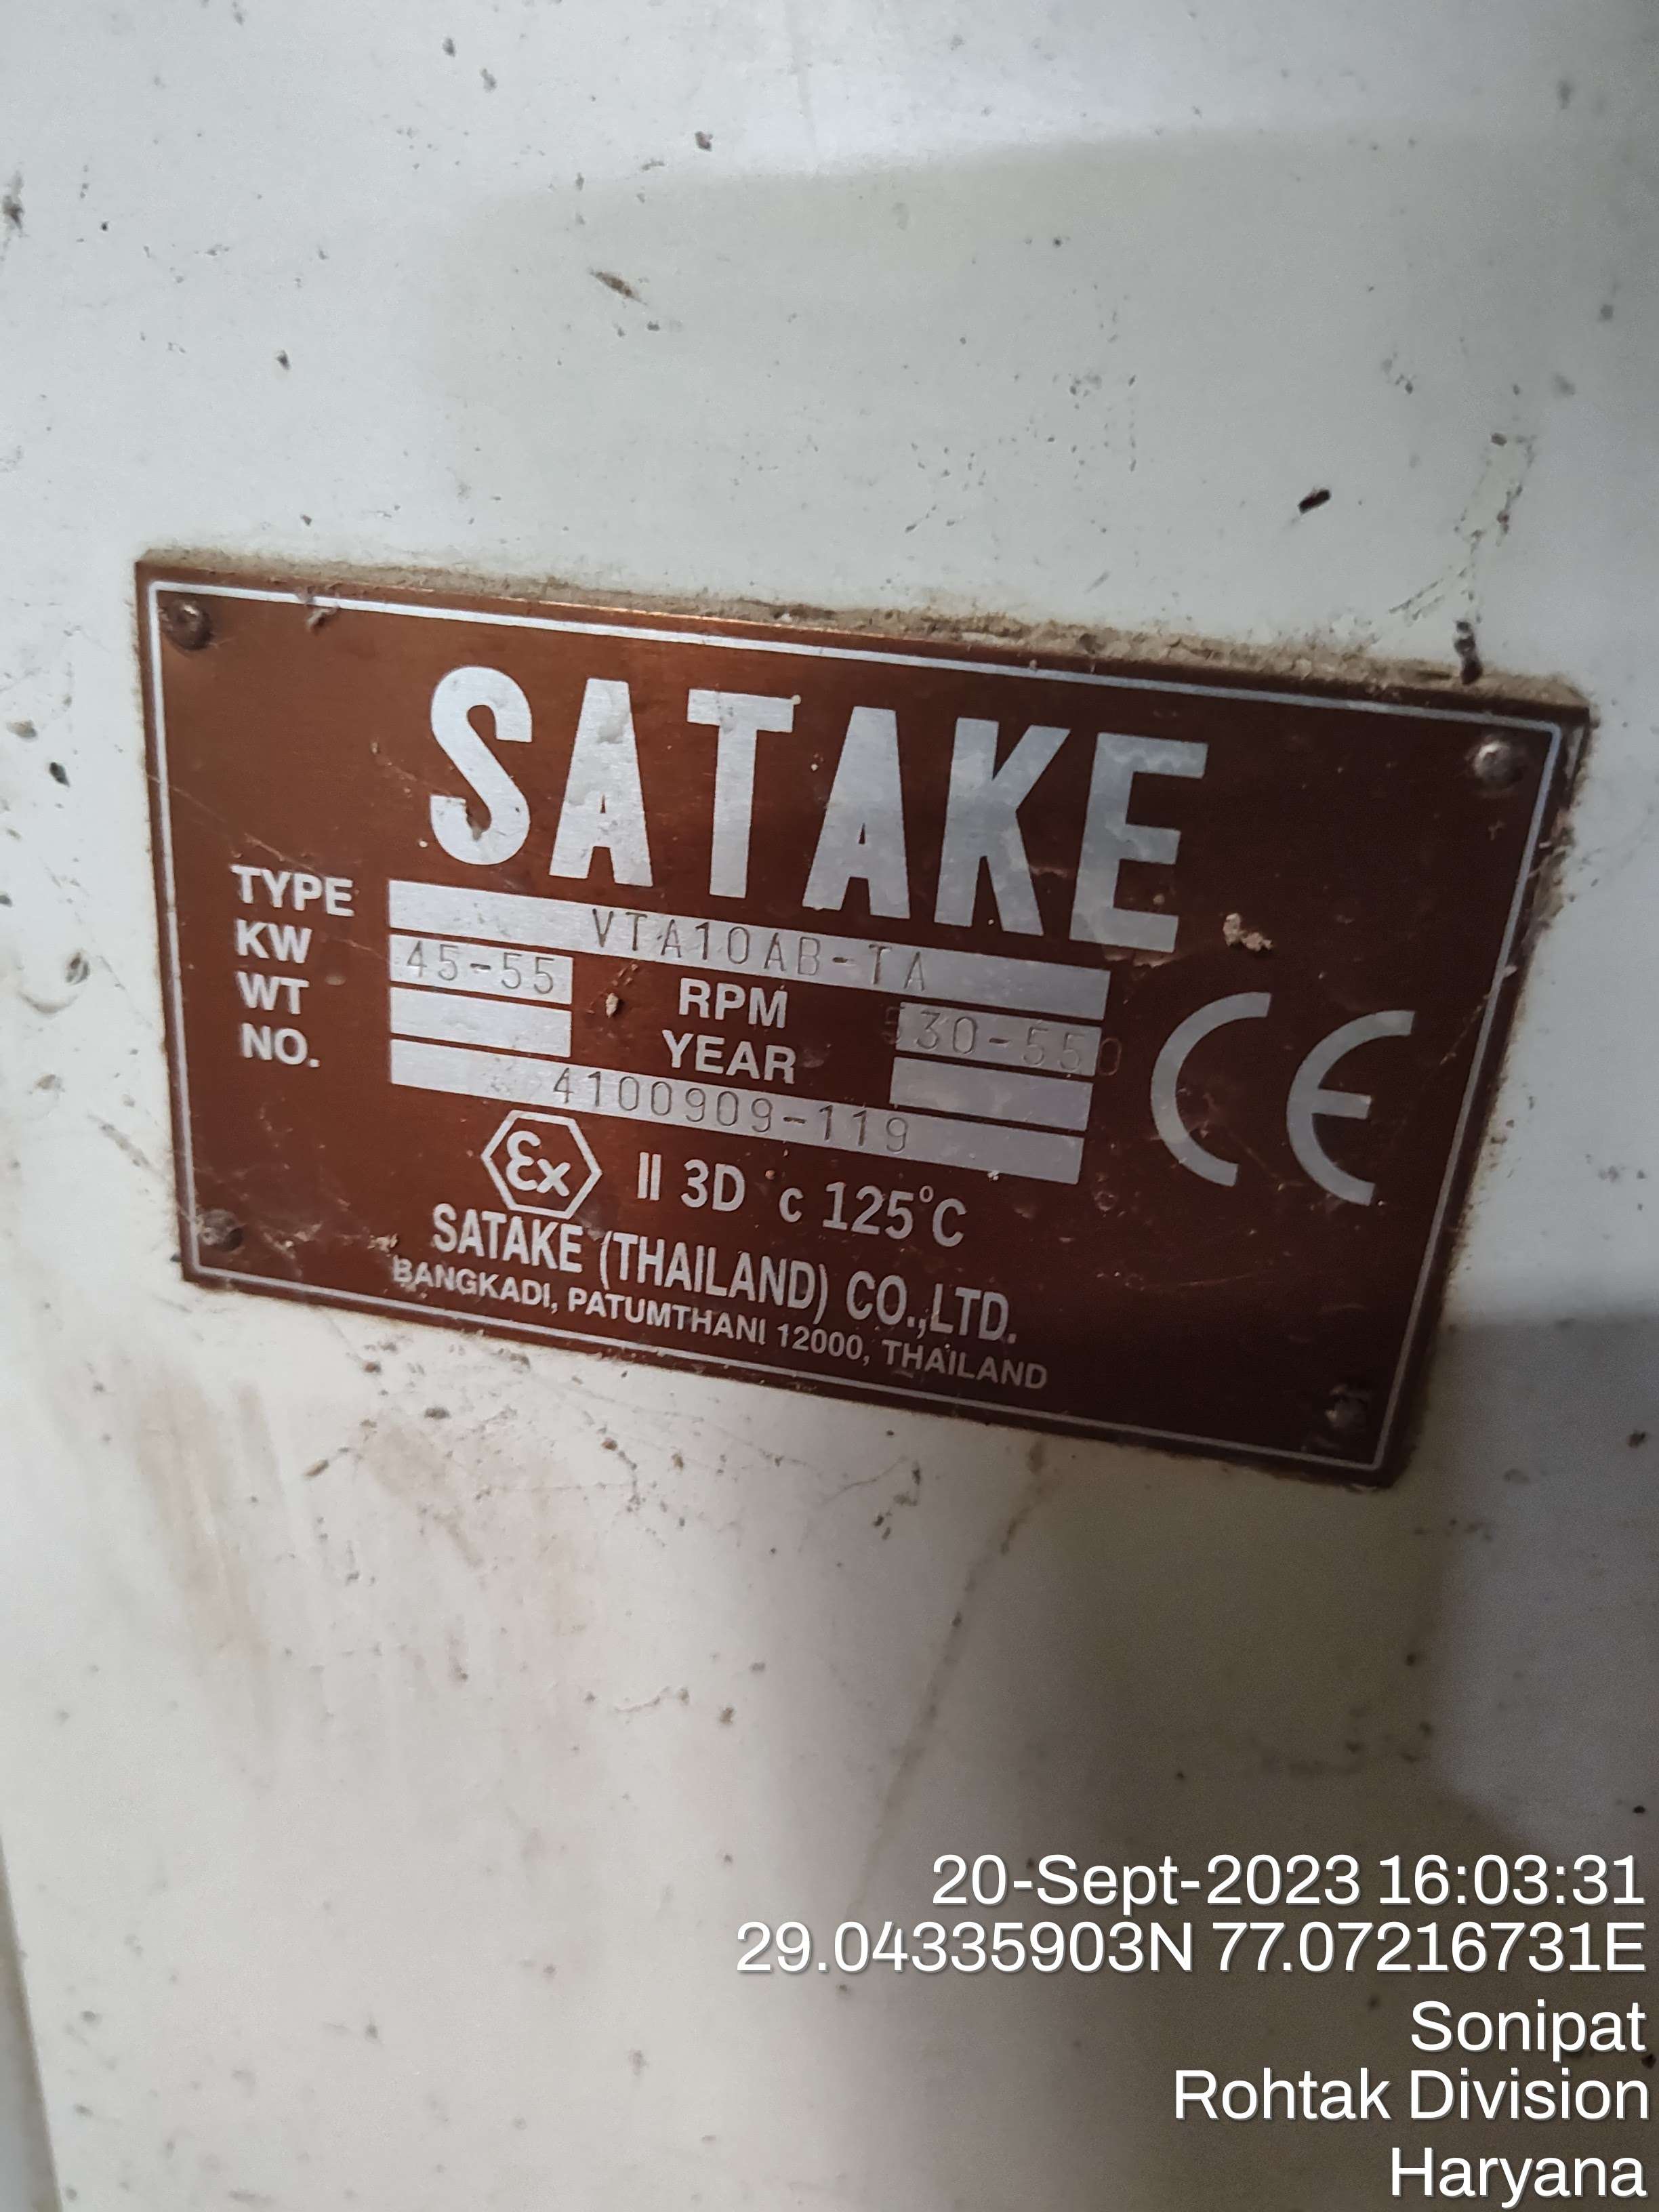 SATAKE
TYPE VTA10AB-TA
KW 45-55 RPM 530-550
WT YEAR
NO. 4100909-119
Ex II 3D c 125°C
SATAKE (THAILAND) CO.,LTD.
BANGKADI, PATUMTHANI 12000, THAILAND
CE
20-Sept-2023 16:03:31
29.04335903N 77.07216731E
Sonipat
Rohtak Division
Haryana